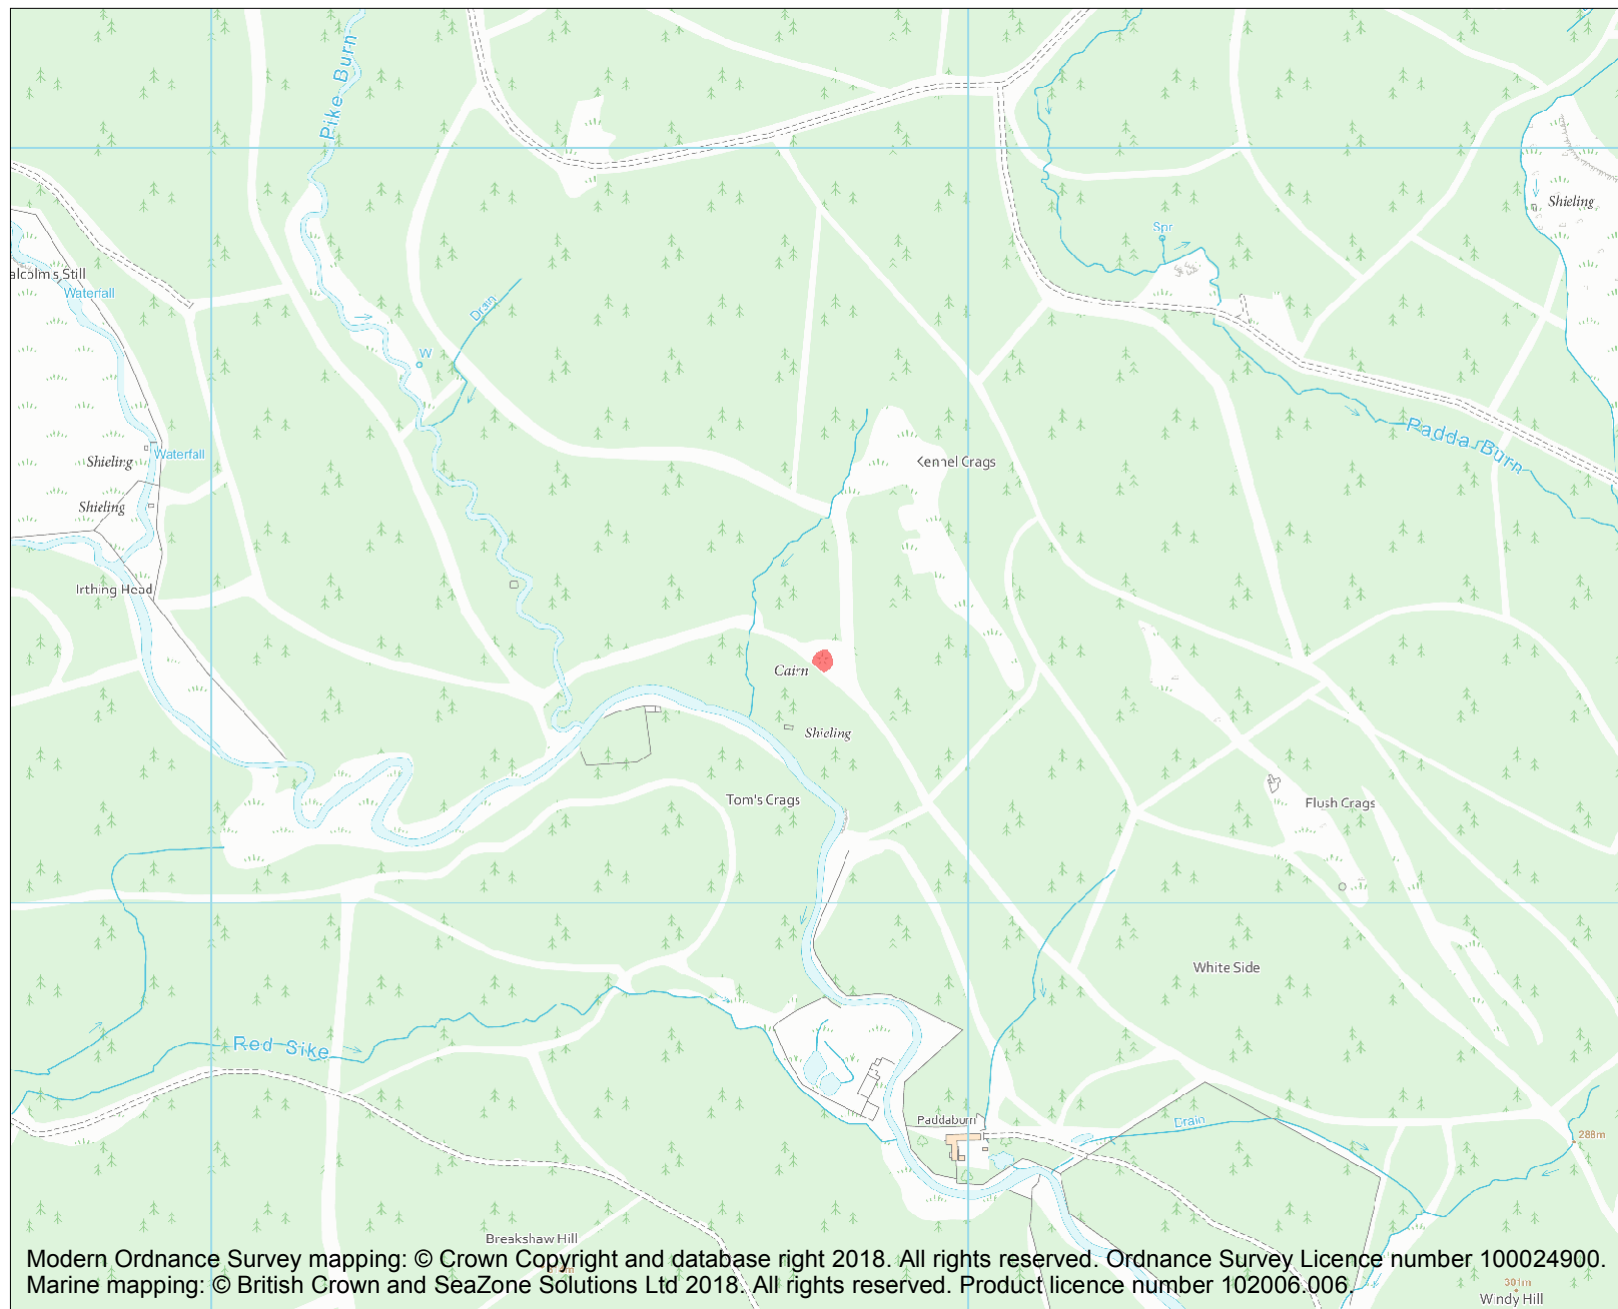 Pike Burn
Shieling
Spr
alcolm's Still
Waterfall
Drain
W
Padda Burn
Waterfall
Shieling
Kennel Crags
Shieling
Irthing Head
Cairn
Shieling
Tom's Crags
Flush Crags
White Side
Red Sike
Paddaburn
Drain
288m
Breakshaw Hill
Modern Ordnance Survey mapping: © Crown Copyright and database right 2018. All rights reserved. Ordnance Survey Licence number 100024900.
Marine mapping: © British Crown and SeaZone Solutions Ltd 2018. All rights reserved. Product licence number 102006.006.
301m
Windy Hill